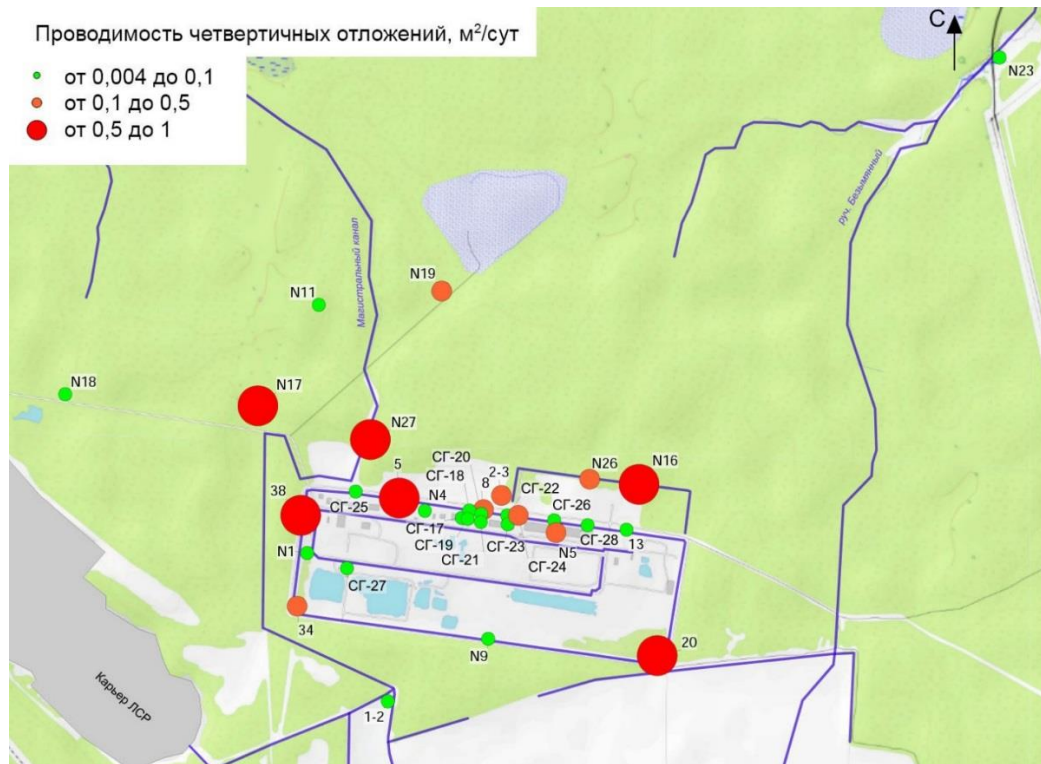 Проводимость четвертичных отложений, м²/сут
от 0,004 до 0,1
от 0,1 до 0,5
от 0,5 до 1
С
N23
руч. Безымянный
Магистральный канал
N19
N11
N18
N17
N27
СГ-20
СГ-18
5
N4
8
2-3
СГ-22
N26
N16
СГ-26
38
СГ-25
СГ-17
СГ-19
СГ-21
СГ-23
N5
СГ-24
СГ-28
13
N1
СГ-27
34
N9
20
1-2
Карьер ЛСР